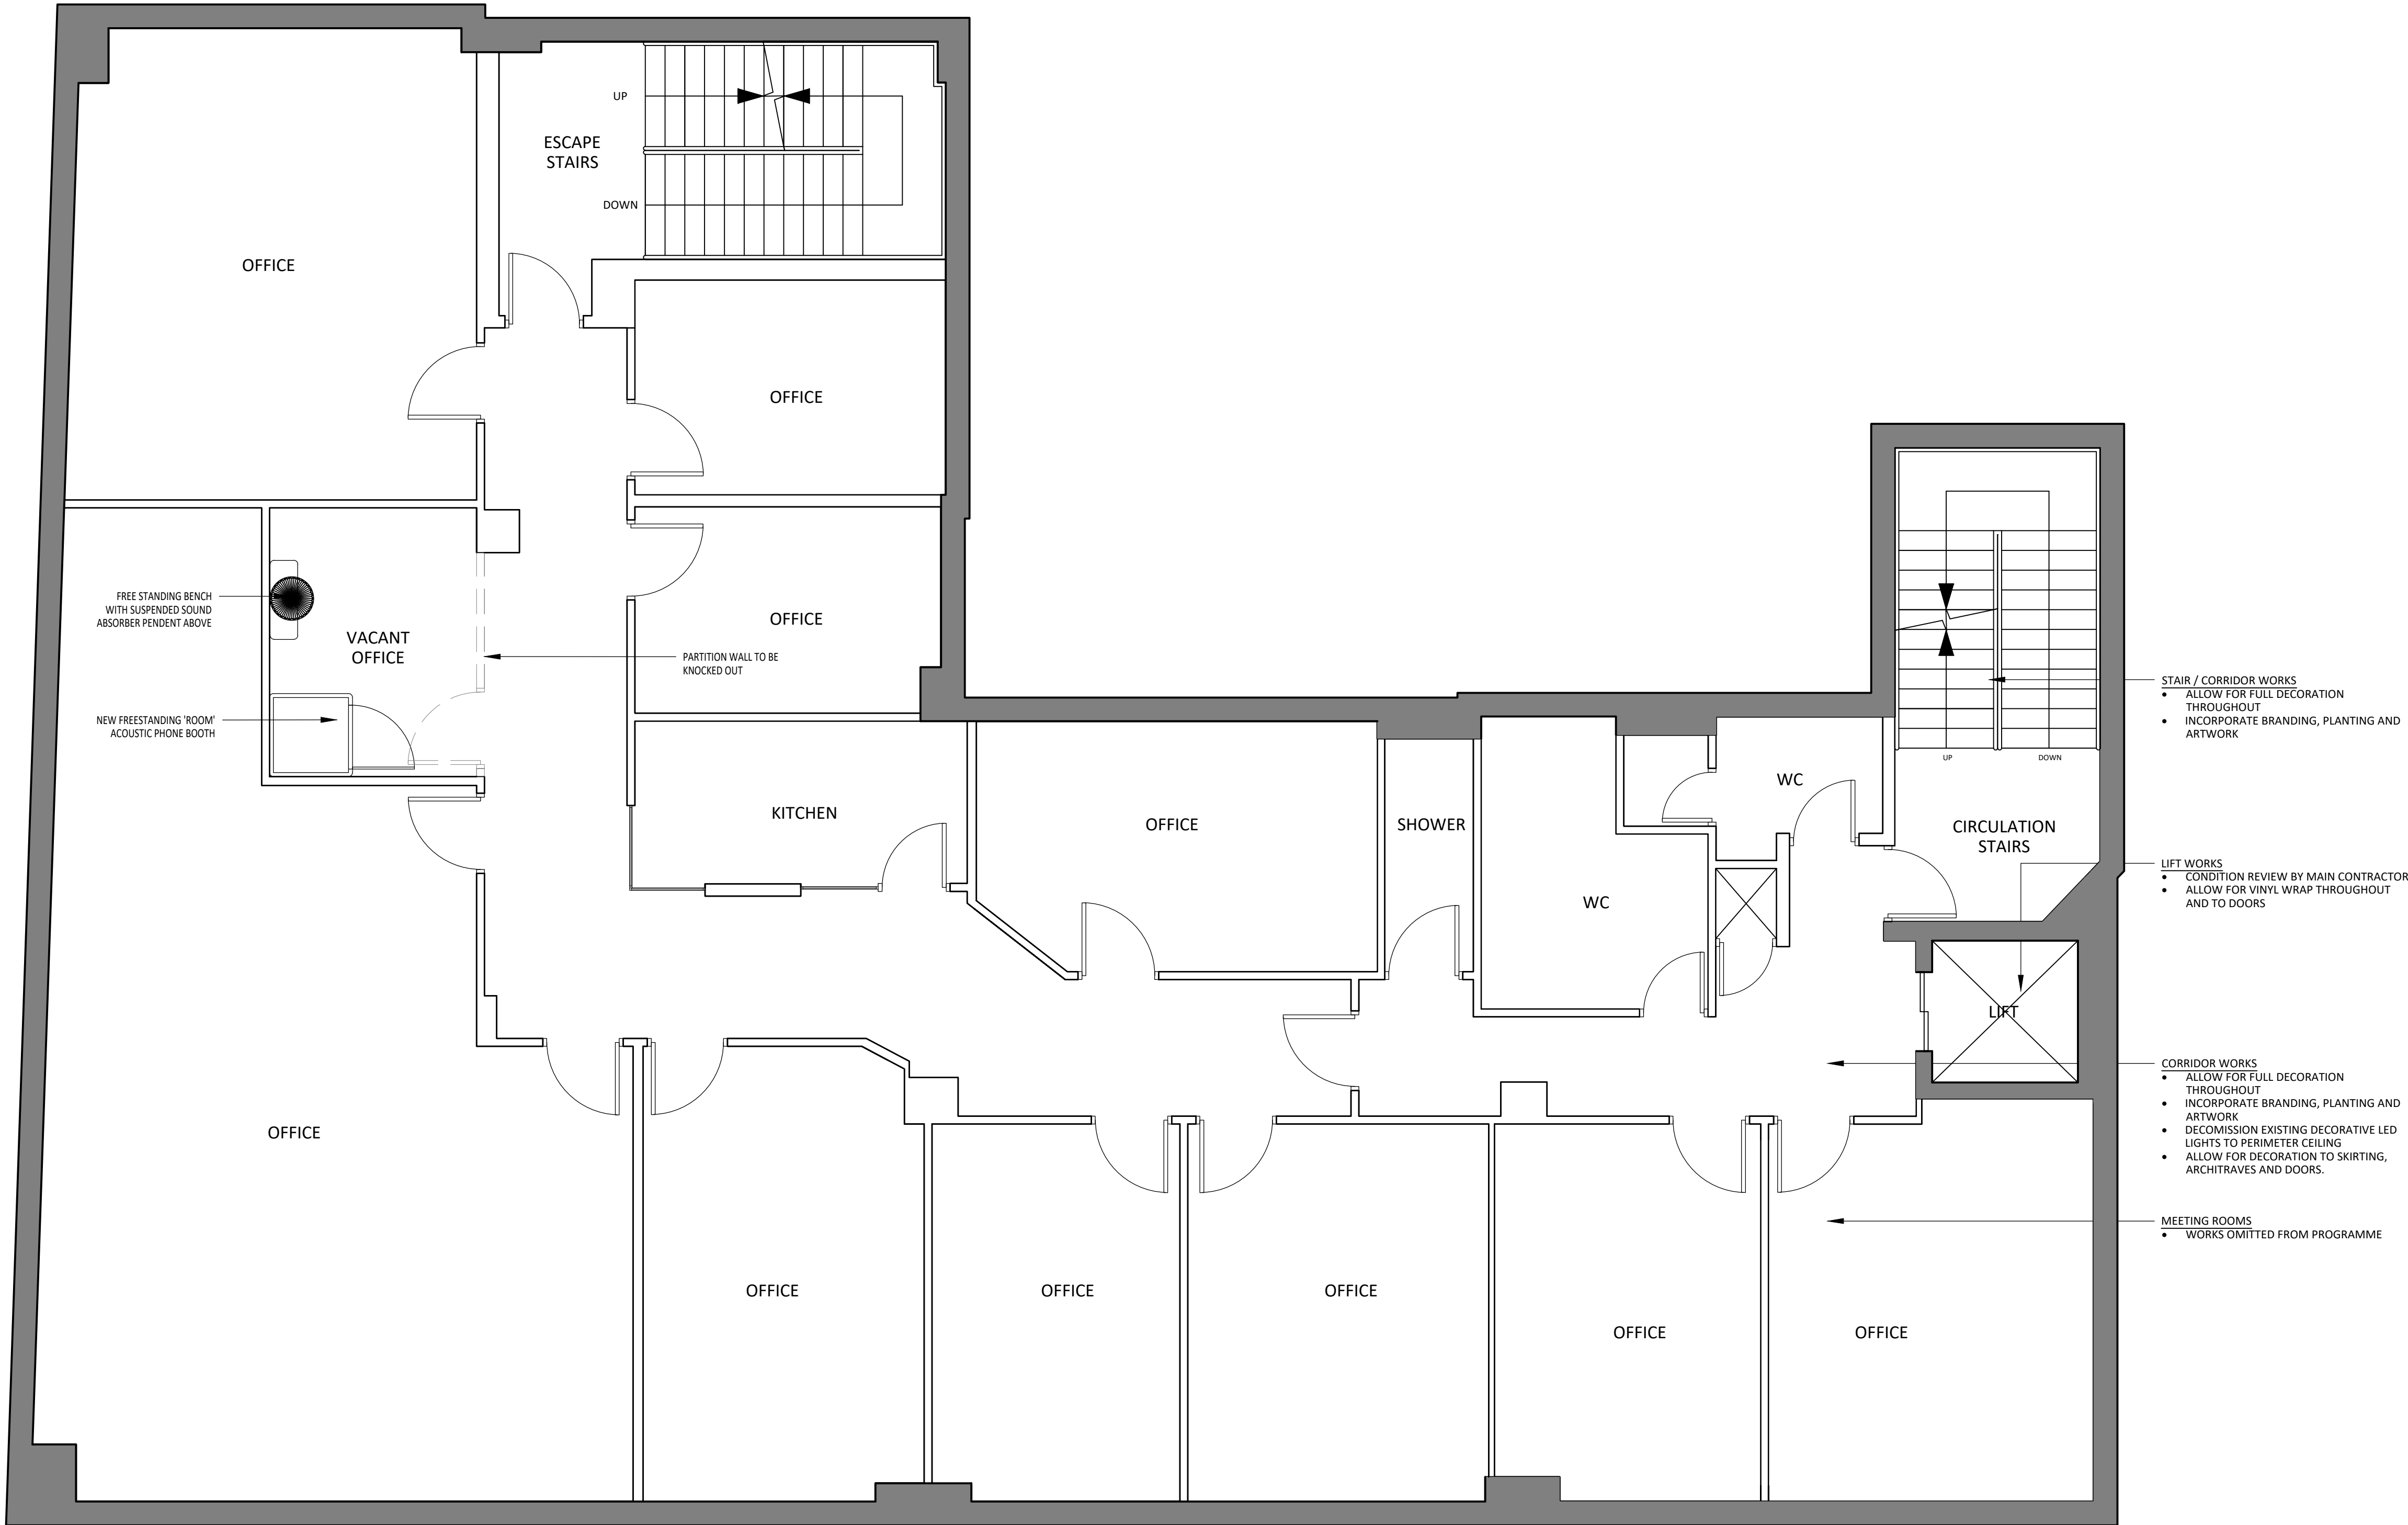 UP
ESCAPE
STAIRS
DOWN
OFFICE
OFFICE
OFFICE
FREE STANDING BENCH
WITH SUSPENDED SOUND
ABSORBER PENDENT ABOVE
VACANT
OFFICE
PARTITION WALL TO BE
KNOCKED OUT
NEW FREESTANDING 'ROOM'
ACOUSTIC PHONE BOOTH
KITCHEN
OFFICE
SHOWER
WC
WC
UP
DOWN
CIRCULATION
STAIRS
LIFT
OFFICE
OFFICE
OFFICE
OFFICE
OFFICE
OFFICE
STAIR / CORRIDOR WORKS
• ALLOW FOR FULL DECORATION
THROUGHOUT
• INCORPORATE BRANDING, PLANTING AND
ARTWORK
LIFT WORKS
• CONDITION REVIEW BY MAIN CONTRACTOR
• ALLOW FOR VINYL WRAP THROUGHOUT
AND TO DOORS
CORRIDOR WORKS
• ALLOW FOR FULL DECORATION
THROUGHOUT
• INCORPORATE BRANDING, PLANTING AND
ARTWORK
• DECOMISSION EXISTING DECORATIVE LED
LIGHTS TO PERIMETER CEILING
• ALLOW FOR DECORATION TO SKIRTING,
ARCHITRAVES AND DOORS.
MEETING ROOMS
• WORKS OMITTED FROM PROGRAMME